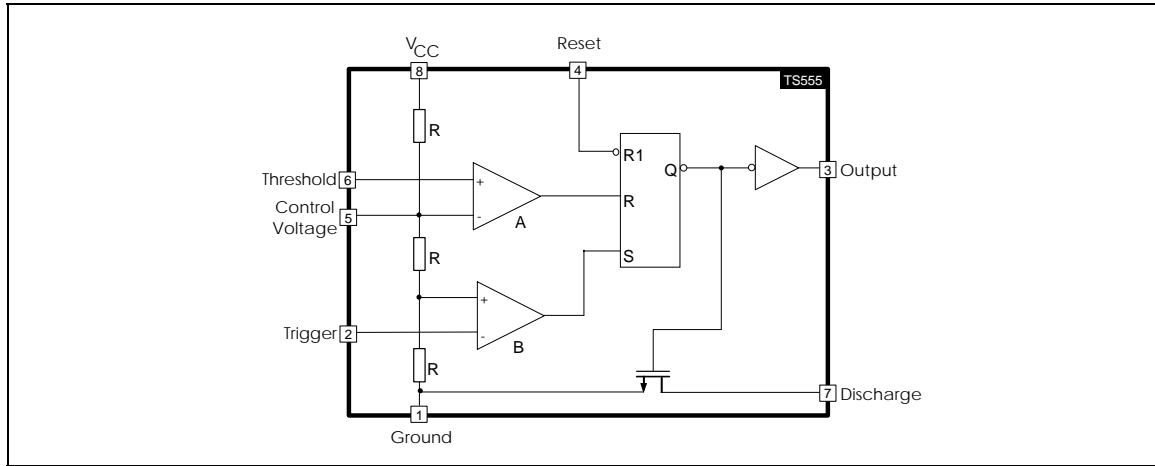 VCC
Reset
8
4
TS555
R
R1
Threshold
6
+
Q
3
Output
Control
Voltage
5
-
A
R
R
S
+
Trigger
2
-
B
R
7
Discharge
1
Ground